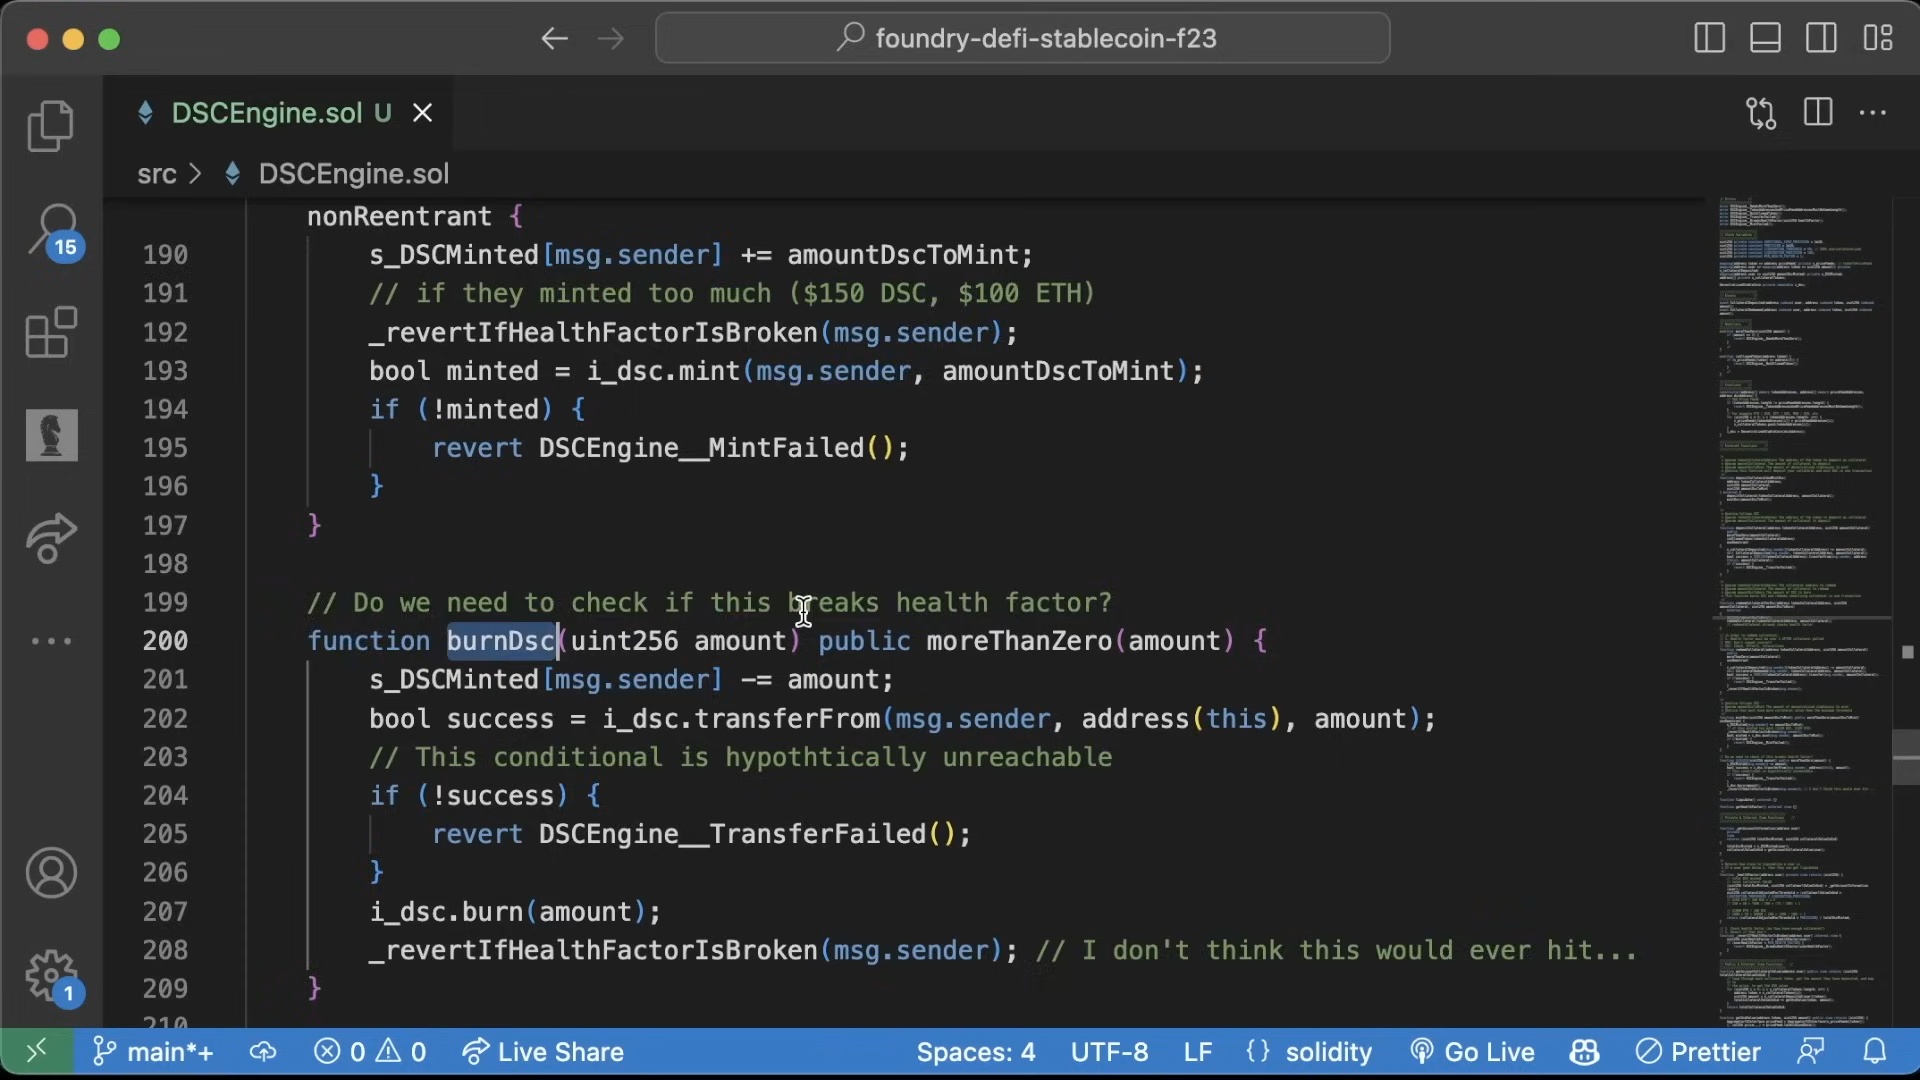 foundry-defi-stablecoin-f23
DSCEngine.sol U
src > DSCEngine.sol
nonReentrant {
190 s_DSCMinted[msg.sender] += amountDscToMint;
191 // if they minted too much ($150 DSC, $100 ETH)
192 _revertIfHealthFactorIsBroken(msg.sender);
193 bool minted = i_dsc.mint(msg.sender, amountDscToMint);
194 if (!minted) {
195 revert DSCEngine__MintFailed();
196 }
197 }
198
199 // Do we need to check if this breaks health factor?
200 function burnDsc(uint256 amount) public moreThanZero(amount) {
201 s_DSCMinted[msg.sender] -= amount;
202 bool success = i_dsc.transferFrom(msg.sender, address(this), amount);
203 // This conditional is hypothtically unreachable
204 if (!success) {
205 revert DSCEngine__TransferFailed();
206 }
207 i_dsc.burn(amount);
208 _revertIfHealthFactorIsBroken(msg.sender); // I don't think this would ever hit...
209 }
210
15
1
main*+ 0 0 Live Share Spaces: 4 UTF-8 LF {} solidity Go Live Prettier